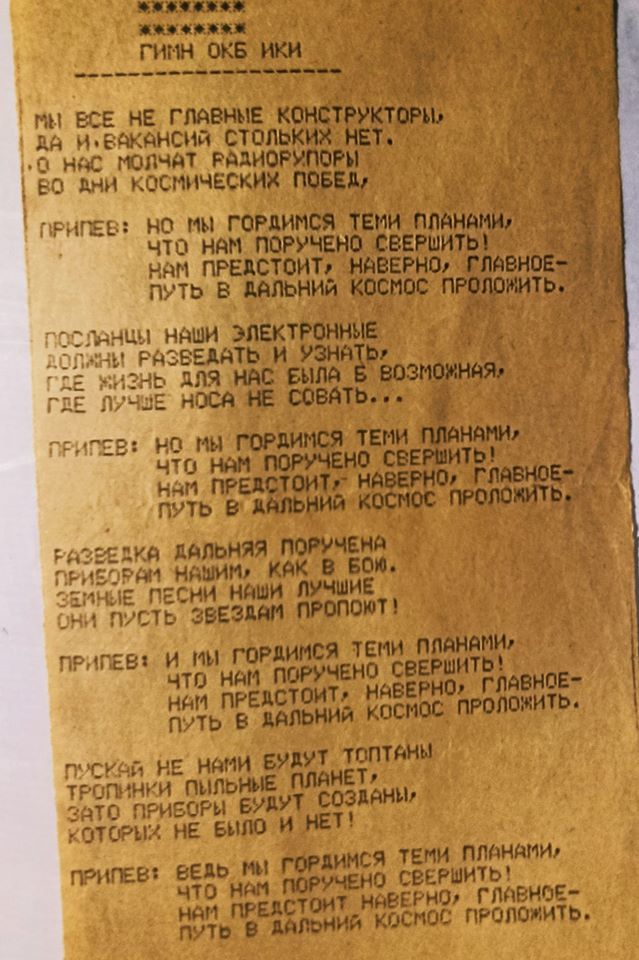 ********
********
ГИМН ОКБ ИКИ
--------------------
МЫ ВСЕ НЕ ГЛАВНЫЕ КОНСТРУКТОРЫ,
ДА И ВАКАНСИЙ СТОЛЬКИХ НЕТ.
О НАС МОЛЧАТ РАДИОРУПОРЫ
ВО ДНИ КОСМИЧЕСКИХ ПОБЕД,
ПРИПЕВ: НО МЫ ГОРДИМСЯ ТЕМИ ПЛАНАМИ,
ЧТО НАМ ПОРУЧЕНО СВЕРШИТЬ!
НАМ ПРЕДСТОИТ, НАВЕРНО, ГЛАВНОЕ-
ПУТЬ В ДАЛЬНИЙ КОСМОС ПРОЛОЖИТЬ.
ПОСЛАНЦЫ НАШИ ЭЛЕКТРОННЫЕ
ДОЛЖНЫ РАЗВЕДАТЬ И УЗНАТЬ,
ГДЕ ЖИЗНЬ ДЛЯ НАС БЫЛА Б ВОЗМОЖНАЯ,
ГДЕ ЛУЧШЕ НОСА НЕ СОВАТЬ...
ПРИПЕВ: НО МЫ ГОРДИМСЯ ТЕМИ ПЛАНАМИ,
ЧТО НАМ ПОРУЧЕНО СВЕРШИТЬ!
НАМ ПРЕДСТОИТ, НАВЕРНО, ГЛАВНОЕ-
ПУТЬ В ДАЛЬНИЙ КОСМОС ПРОЛОЖИТЬ.
РАЗВЕДКА ДАЛЬНЯЯ ПОРУЧЕНА
ПРИБОРАМ НАШИМ, КАК В БОЮ.
ЗЕМНЫЕ ПЕСНИ НАШИ ЛУЧШИЕ
ОНИ ПУСТЬ ЗВЕЗДАМ ПРОПОЮТ!
ПРИПЕВ: И МЫ ГОРДИМСЯ ТЕМИ ПЛАНАМИ,
ЧТО НАМ ПОРУЧЕНО СВЕРШИТЬ!
НАМ ПРЕДСТОИТ, НАВЕРНО, ГЛАВНОЕ-
ПУТЬ В ДАЛЬНИЙ КОСМОС ПРОЛОЖИТЬ.
ПУСКАЙ НЕ НАМИ БУДУТ ТОПТАНЫ
ТРОПИНКИ ПЫЛЬНЫЕ ПЛАНЕТ,
ЗАТО ПРИБОРЫ БУДУТ СОЗДАНЫ,
КОТОРЫХ НЕ БЫЛО И НЕТ!
ПРИПЕВ: ВЕДЬ МЫ ГОРДИМСЯ ТЕМИ ПЛАНАМИ,
ЧТО НАМ ПОРУЧЕНО СВЕРШИТЬ!
НАМ ПРЕДСТОИТ НАВЕРНО, ГЛАВНОЕ-
ПУТЬ В ДАЛЬНИЙ КОСМОС ПРОЛОЖИТЬ.